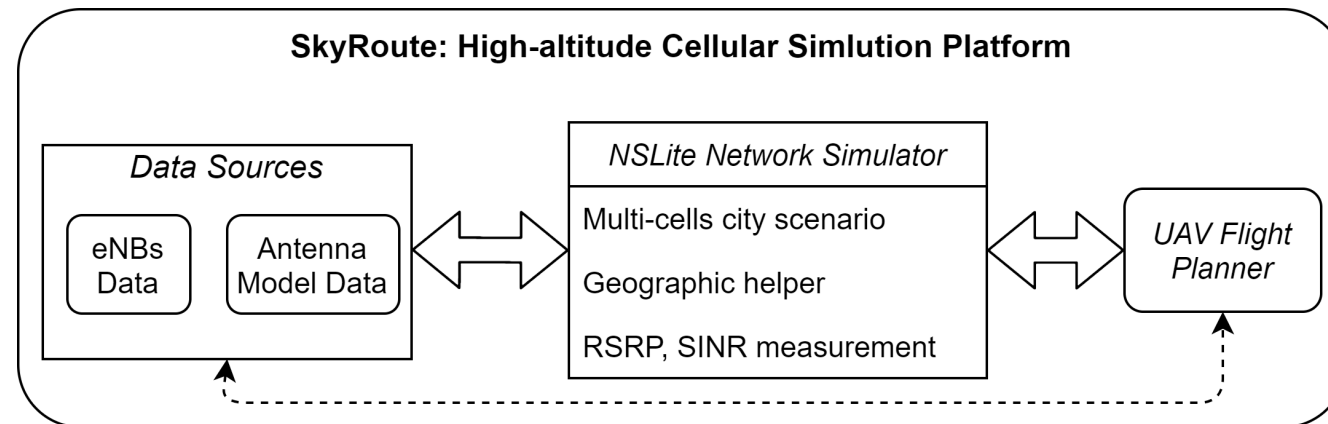 SkyRoute: High-altitude Cellular Simlution Platform
Data Sources
eNBs
Data
Antenna
Model Data
NSLite Network Simulator
Multi-cells city scenario
Geographic helper
RSRP, SINR measurement
UAV Flight
Planner